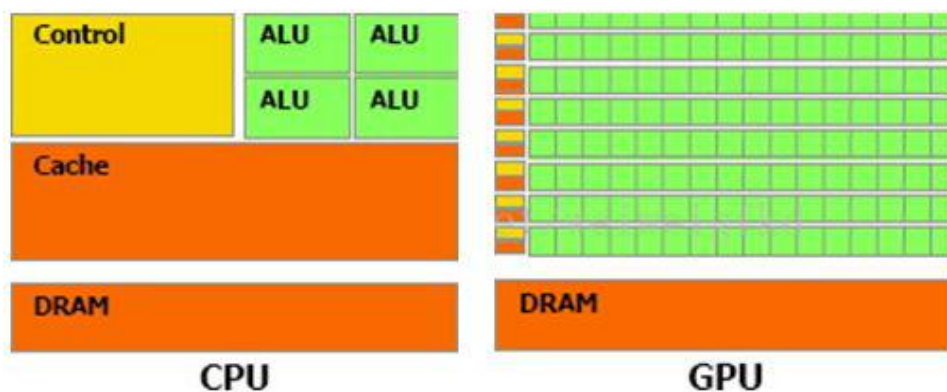 Control
ALU
ALU
ALU
ALU
Cache
DRAM
CPU
DRAM
GPU